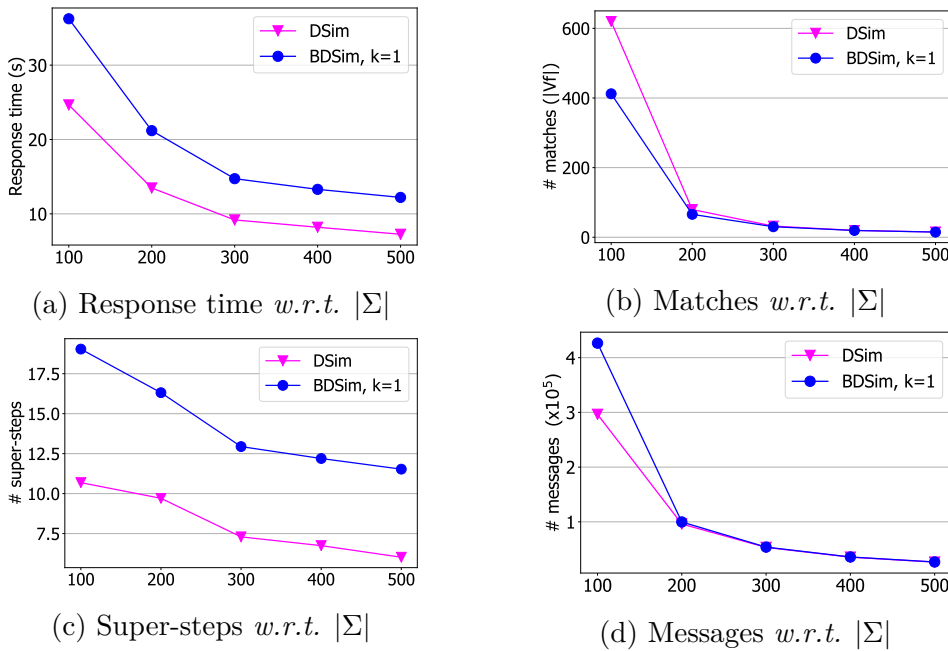 Response time (s)
30
20
10
100 200 300 400 500
DSim
BDSim, k=1
(a) Response time w.r.t. |Σ|
# matches (|Vf|)
600
400
200
0
100 200 300 400 500
DSim
BDSim, k=1
(b) Matches w.r.t. |Σ|
# super-steps
17.5
15.0
12.5
10.0
7.5
100 200 300 400 500
DSim
BDSim, k=1
(c) Super-steps w.r.t. |Σ|
# messages (x10⁵)
4
3
2
1
100 200 300 400 500
DSim
BDSim, k=1
(d) Messages w.r.t. |Σ|